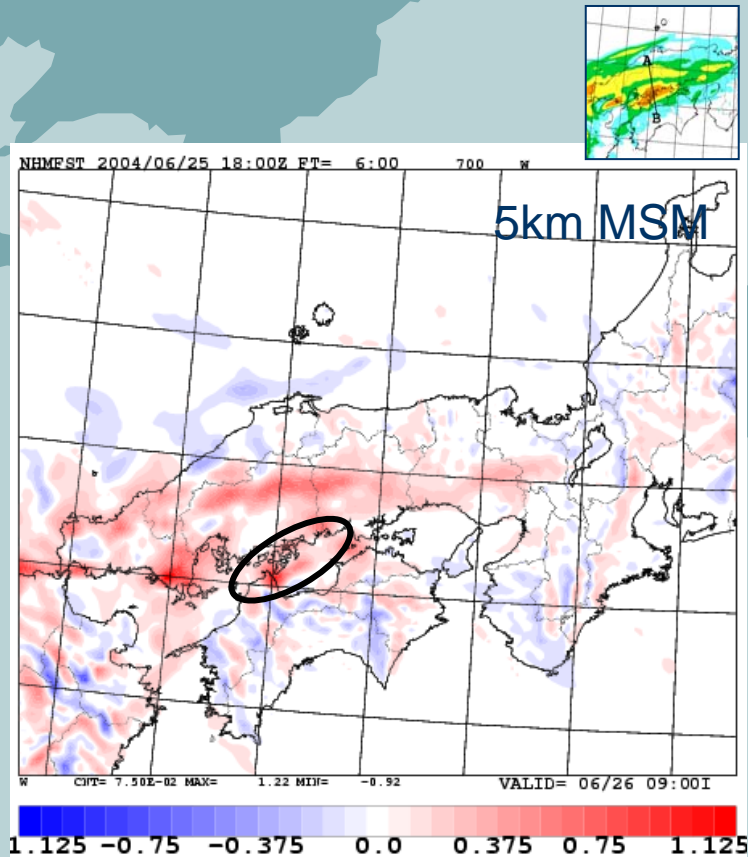 A
B
NHMFST 2004/06/25 18:00Z FT= 6:00 700 W
5km MSM
W CNT= 7.50E-02 MAX= 1.22 MIN= -0.92 VALID= 06/26 09:00I
1.125 -0.75 -0.375 0.0 0.375 0.75 1.125